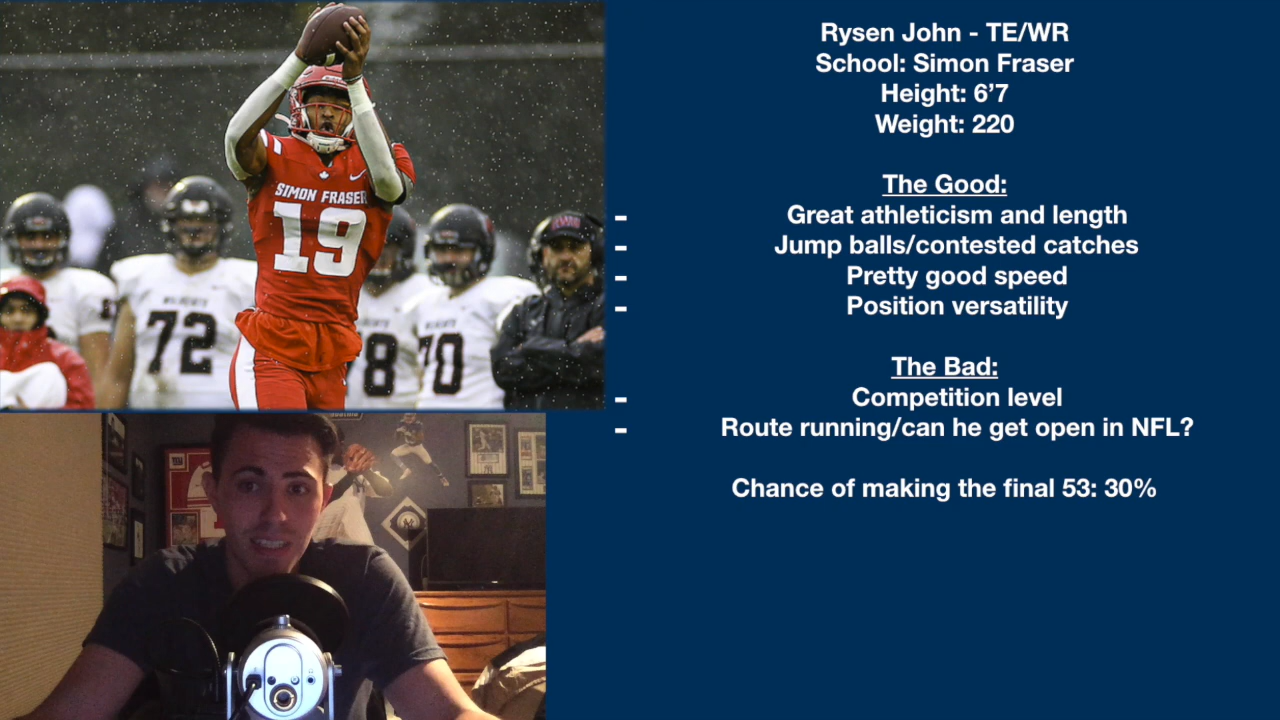 Rysen John - TE/WR
School: Simon Fraser
Height: 6’7
Weight: 220
The Good:
- Great athleticism and length
- Jump balls/contested catches
- Pretty good speed
- Position versatility
The Bad:
- Competition level
- Route running/can he get open in NFL?
Chance of making the final 53: 30%
SIMON FRASER
19
72
70